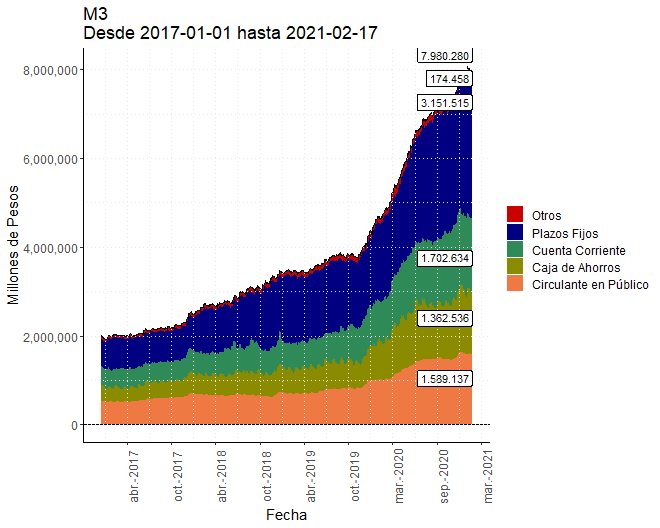 M3
Desde 2017-01-01 hasta 2021-02-17
Millones de Pesos
8,000,000
6,000,000
4,000,000
2,000,000
0
7.980.280
174.458
3.151.515
1.702.634
1.362.536
1.589.137
abr.-2017
oct.-2017
abr.-2018
oct.-2018
abr.-2019
oct.-2019
mar.-2020
sep.-2020
mar.-2021
Fecha
Otros
Plazos Fijos
Cuenta Corriente
Caja de Ahorros
Circulante en Público